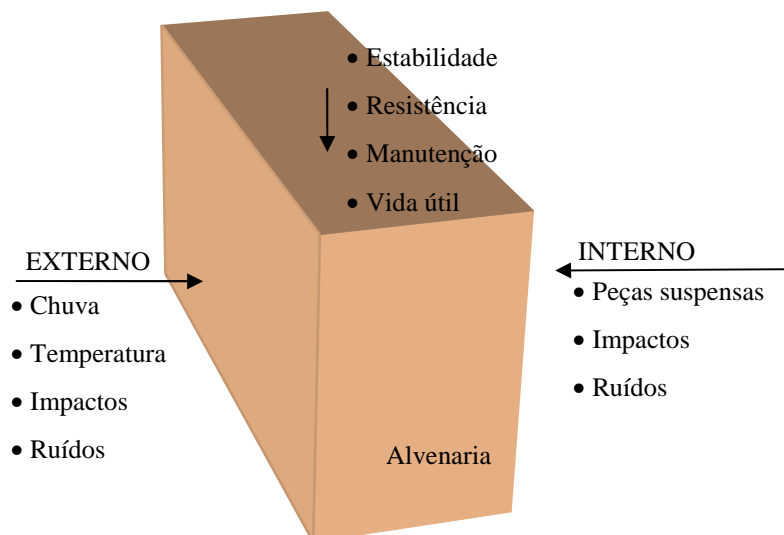 • Estabilidade
• Resistência
• Manutenção
• Vida útil
EXTERNO
• Chuva
• Temperatura
• Impactos
• Ruídos
INTERNO
• Peças suspensas
• Impactos
• Ruídos
Alvenaria